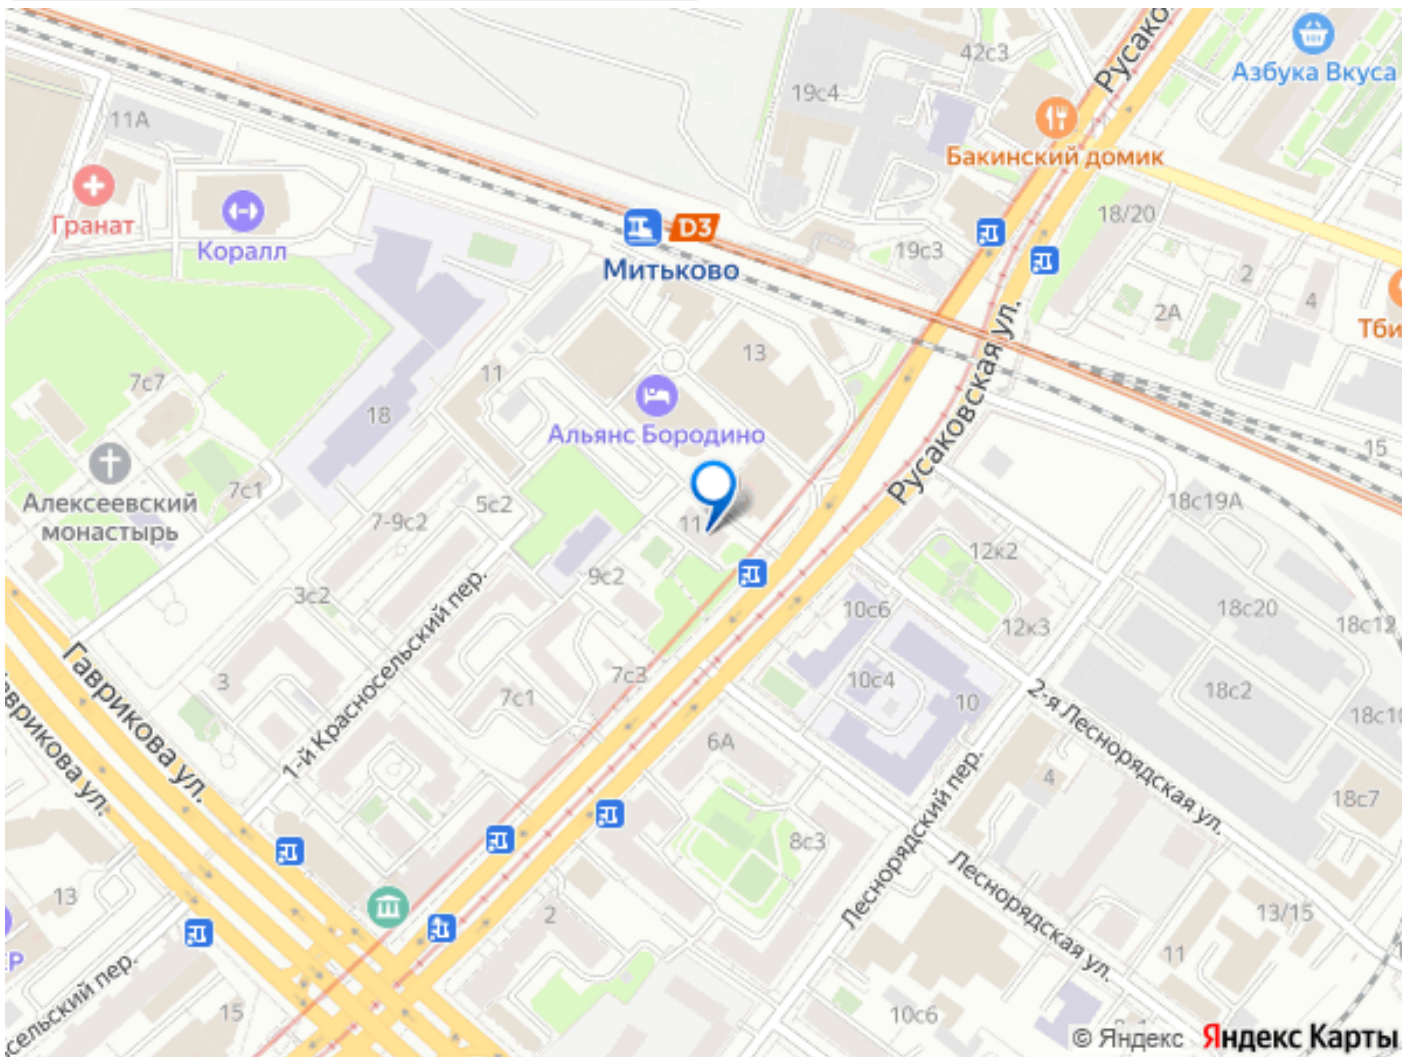 Русако
42с3
Азбука Вкуса
19с4
11А
Бакинский домик
Гранат
Коралл
D3
Митьково
18/20
19с3
2
4
2А
Тби
13
7с7
11
18
Альянс Бородино
Русаковская ул.
15
Алексеевский
монастырь
7с1
7-9с2
5с2
11
18с19А
12к2
9с2
3с2
10с6
12к3
18с20
18с12
Гаврикова ул.
3
1-й Красносельский пер.
7с1
7с3
10с4
10
18с2
18с10
2-я Леснорядская ул.
вриковa ул.
6А
4
18с7
8с3
Леснорядский пер.
Леснорядская ул.
13
2
13/15
11
Р
сельский пер.
15
10с6
© Яндекс Яндекс Карты